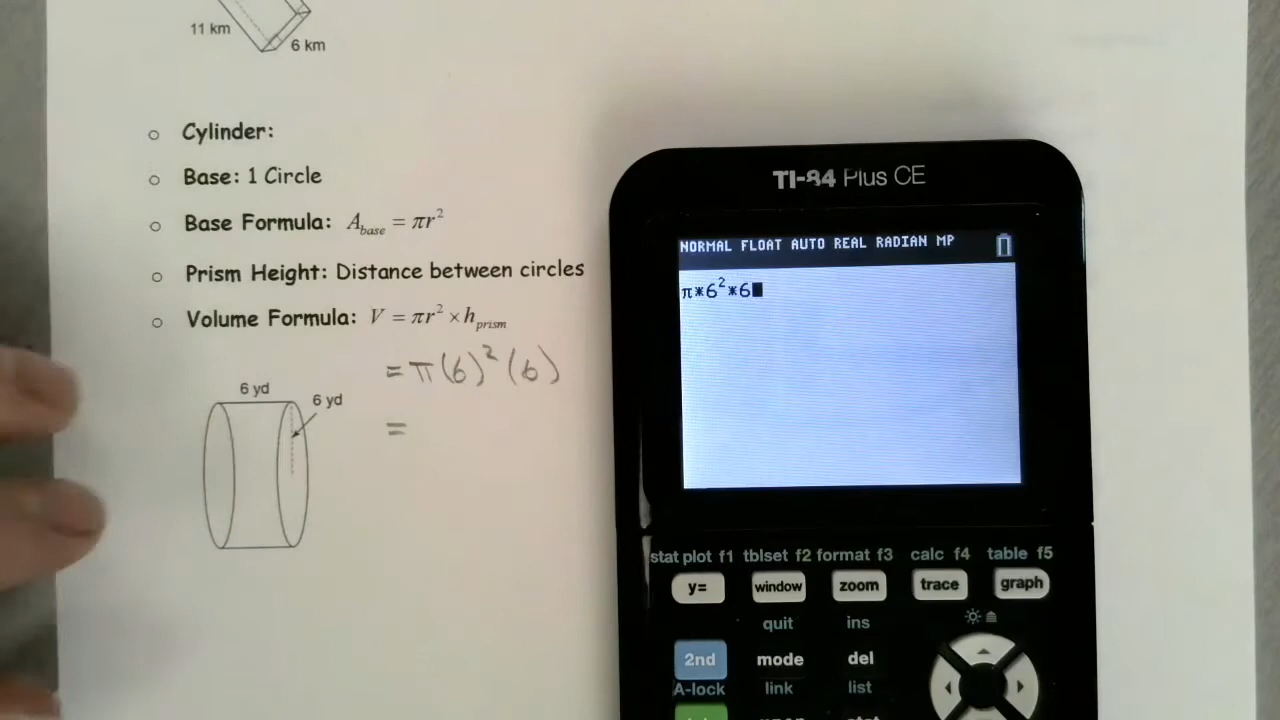 11 km
6 km
Cylinder:
Base: 1 Circle
Base Formula: A_base = πr²
Prism Height: Distance between circles
Volume Formula: V = πr² × h_prism
= π(6)²(6)
=
6 yd
6 yd
TI-84 Plus CE
NORMAL FLOAT AUTO REAL RADIAN MP
π*6²*6
stat plot f1 tblset f2 format f3 calc f4 table f5
y= window zoom trace graph
quit ins
2nd mode del
A-lock link list